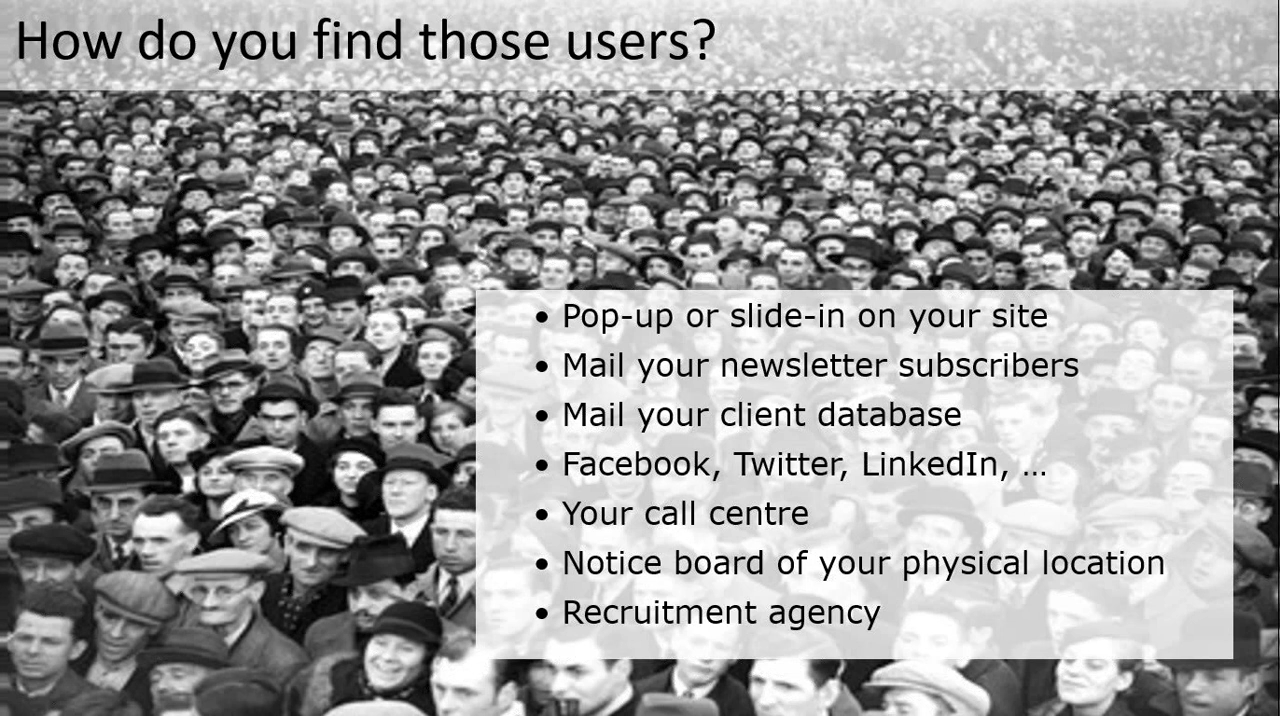 How do you find those users?
• Pop-up or slide-in on your site
• Mail your newsletter subscribers
• Mail your client database
• Facebook, Twitter, LinkedIn, …
• Your call centre
• Notice board of your physical location
• Recruitment agency